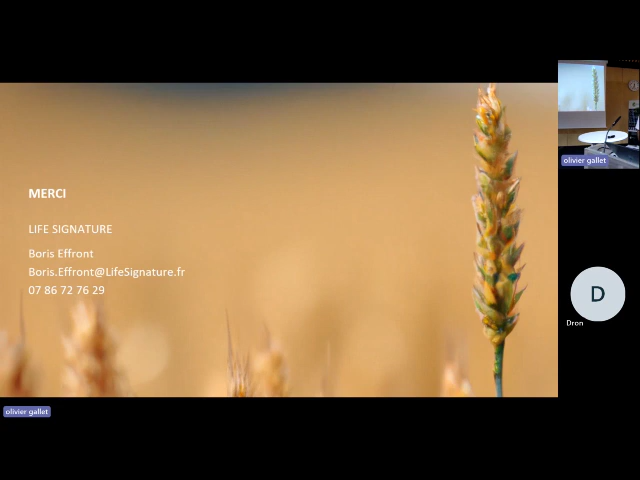 MERCI
LIFE SIGNATURE
Boris Effront
Boris.Effront@LifeSignature.fr
07 86 72 76 29
olivier gallet
olivier gallet
D
Dron